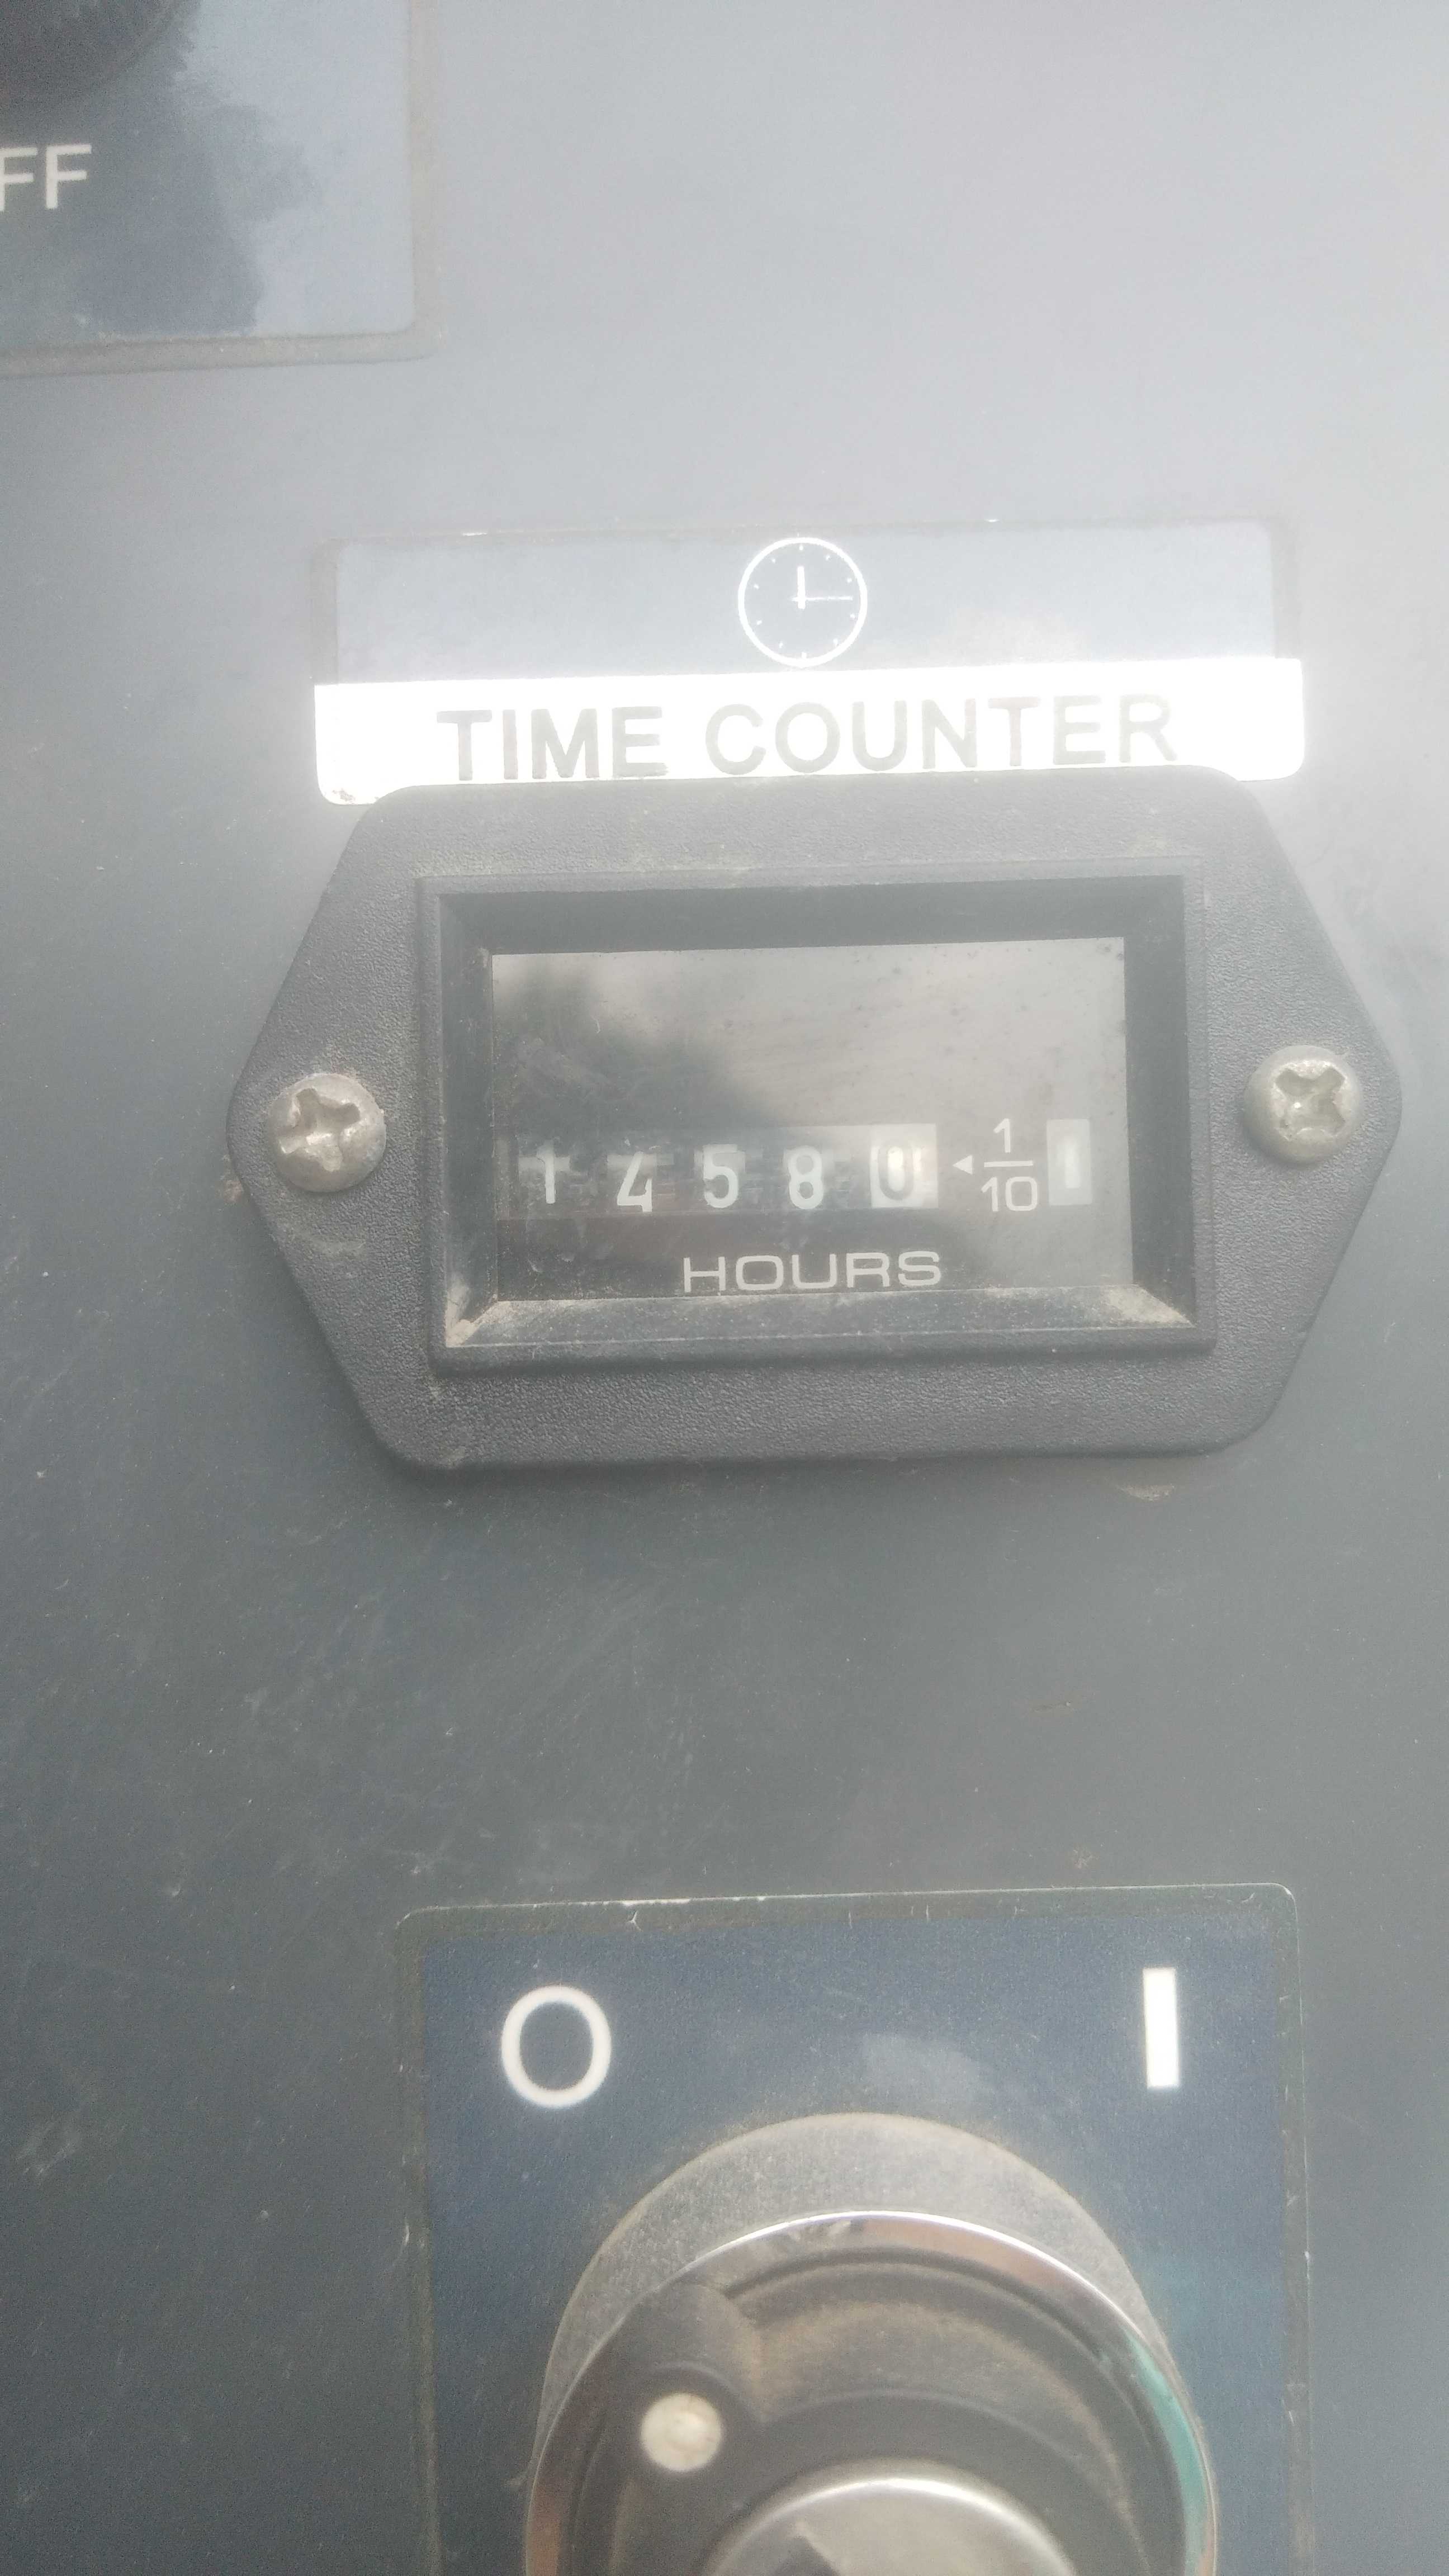 FF
TIME COUNTER
1 4 5 8 0 ◄ 1/10
HOURS
O I